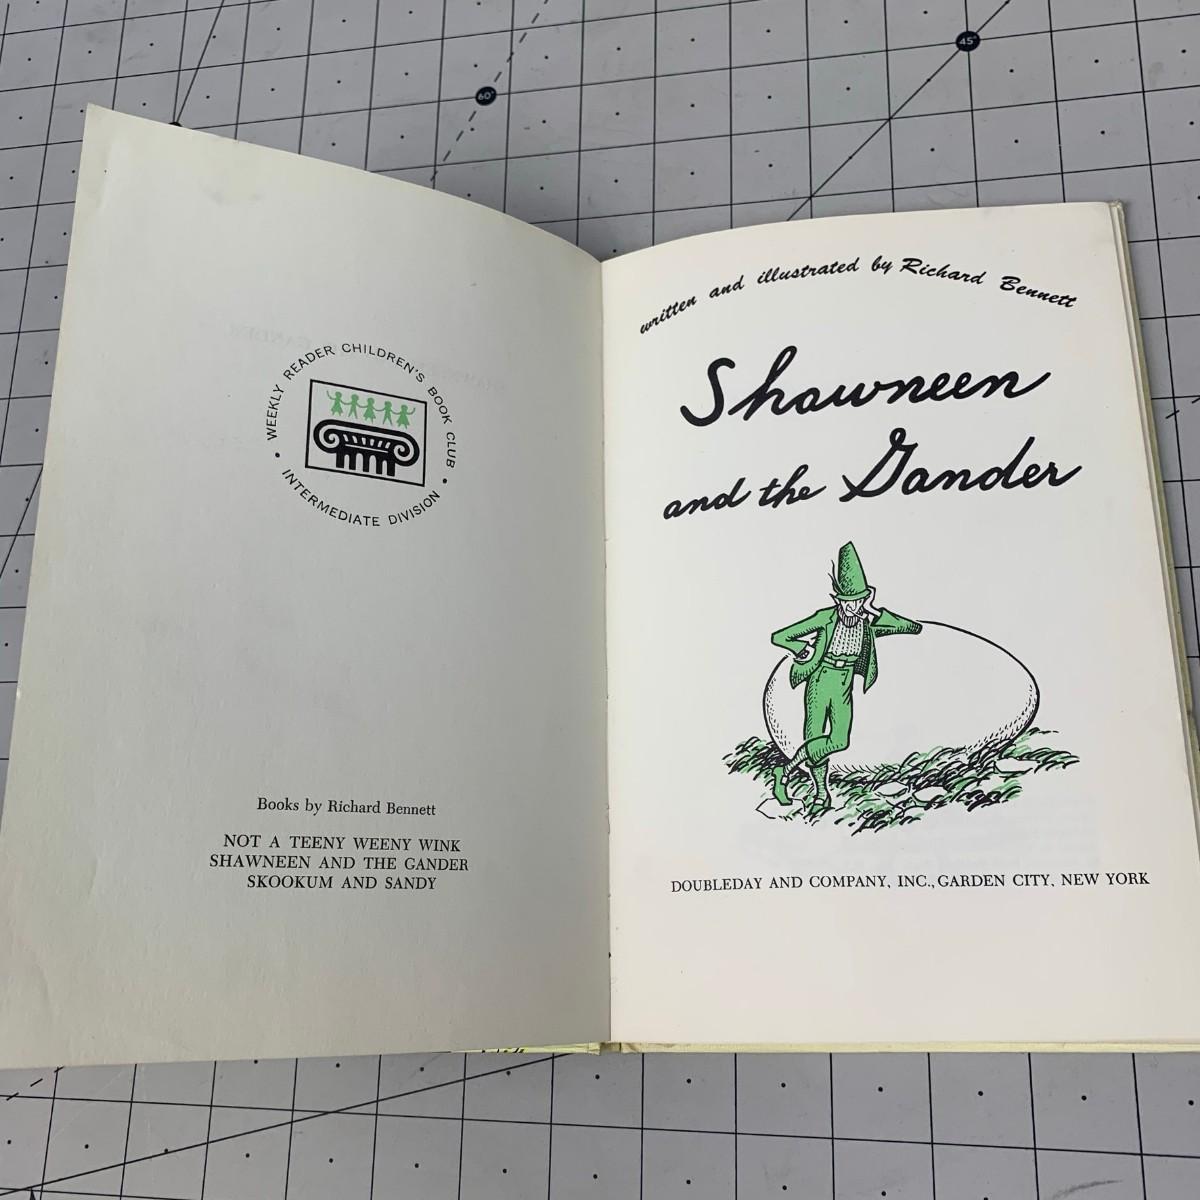 WEEKLY READER CHILDREN'S BOOK CLUB
• INTERMEDIATE DIVISION •
Books by Richard Bennett
NOT A TEENY WEENY WINK
SHAWNEEN AND THE GANDER
SKOOKUM AND SANDY
written and illustrated by Richard Bennett
Shawneen
and the Gander
DOUBLEDAY AND COMPANY, INC., GARDEN CITY, NEW YORK
60°
45°